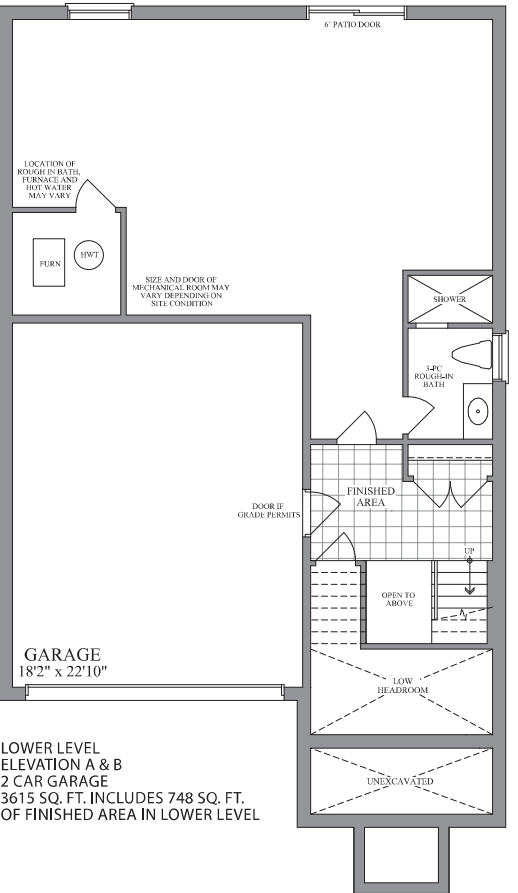 6' PATIO DOOR
LOCATION OF
ROUGH IN BATH,
FURNACE AND
HOT WATER
MAY VARY
FURN
HWT
SIZE AND DOOR OF
MECHANICAL ROOM MAY
VARY DEPENDING ON
SITE CONDITION
SHOWER
3-PC
ROUGH-IN
BATH
DOOR IF
GRADE PERMITS
FINISHED
AREA
UP
OPEN TO
ABOVE
GARAGE
18'2" x 22'10"
LOW
HEADROOM
UNEXCAVATED
LOWER LEVEL
ELEVATION A & B
2 CAR GARAGE
3615 SQ. FT. INCLUDES 748 SQ. FT.
OF FINISHED AREA IN LOWER LEVEL